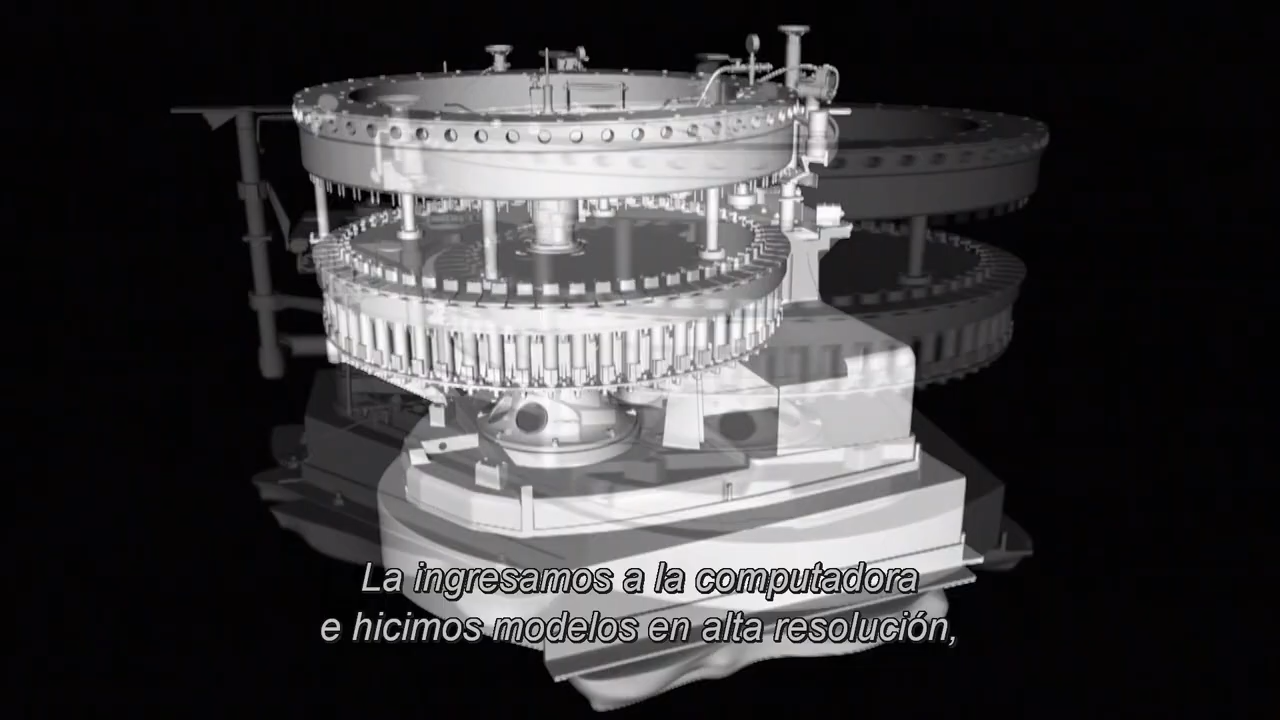 La ingresamos a la computadora
e hicimos modelos en alta resolución,